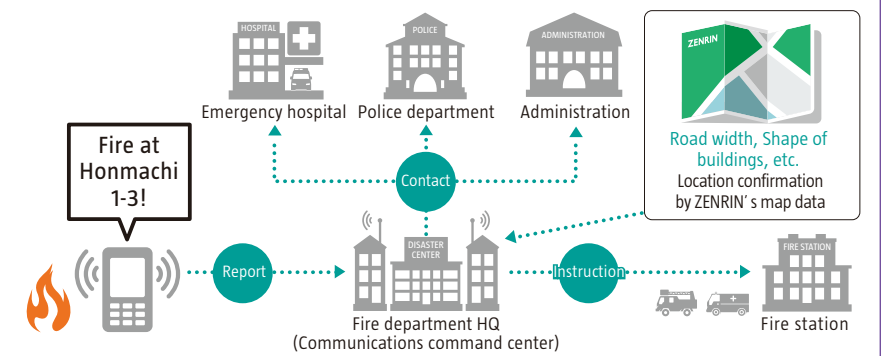 HOSPITAL
POLICE
ADMINISTRATION
ZENRIN
Emergency hospital
Police department
Administration
Road width, Shape of
buildings, etc.
Location confirmation
by ZENRIN´s map data
Fire at
Honmachi
1-3!
Contact
Report
DISASTER
CENTER
Instruction
FIRE STATION
Fire department HQ
(Communications command center)
Fire station